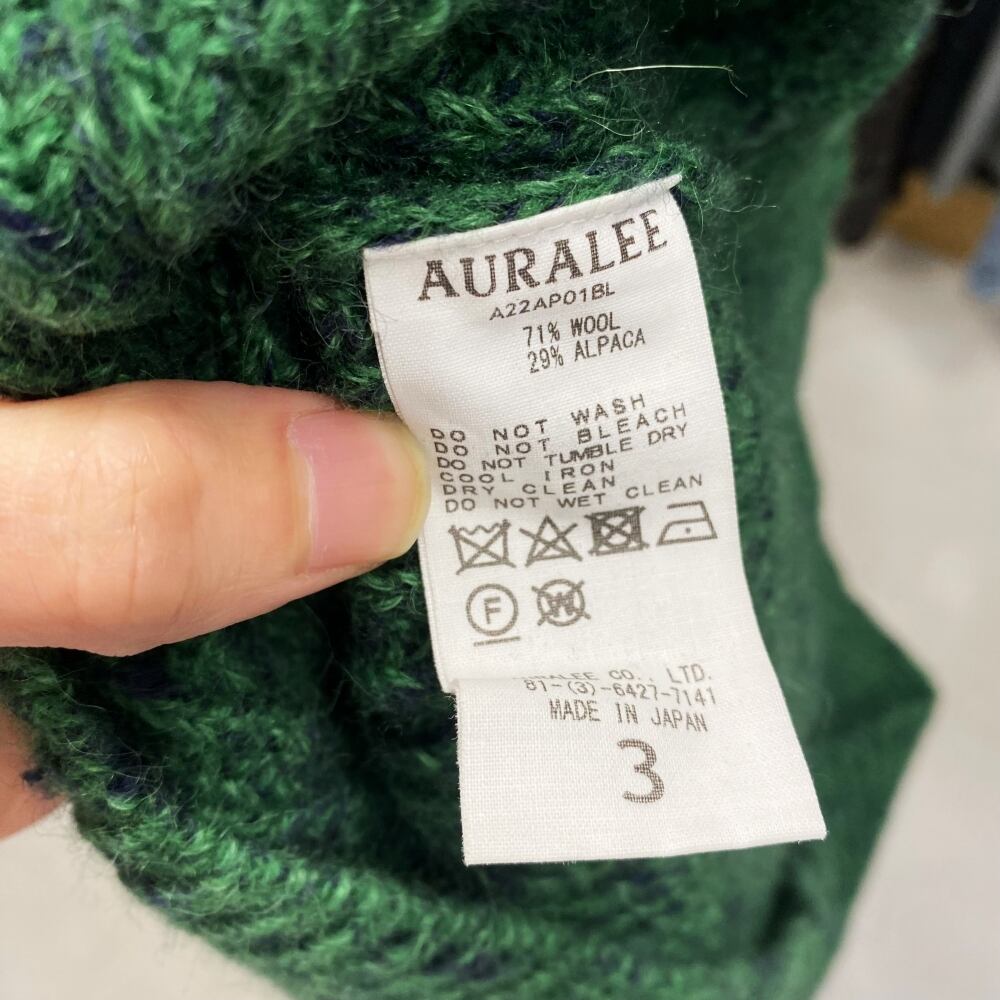 AURALEE
A22AP01BL
71% WOOL
29% ALPACA
DO NOT WASH
DO NOT BLEACH
DO NOT TUMBLE DRY
COOL IRON
DRY CLEAN
DO NOT WET CLEAN
F W
CO., LTD.
81-(3)-6427-7141
MADE IN JAPAN
3